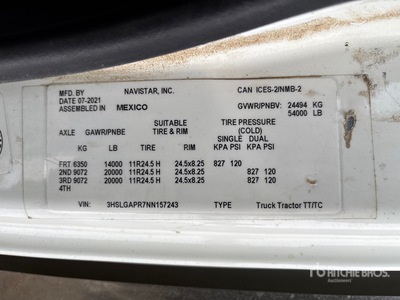 MFD. BY NAVISTAR, INC. CAN ICES-2/NMB-2
DATE 07-2021
ASSEMBLED IN MEXICO GVWR/PNBV: 24494 KG
54000 LB
SUITABLE TIRE PRESSURE
AXLE GAWR/PNBE TIRE & RIM (COLD)
SINGLE DUAL
KG LB KPA PSI KPA PSI
FRT 6350 14000 11R24.5 H 24.5x8.25 827 120
2ND 9072 20000 11R24.5 H 24.5x8.25 827 120
3RD 9072 20000 11R24.5 H 24.5x8.25 827 120
4TH
VIN: 3HSLGAPR7NN157243 TYPE Truck Tractor TT/TC
Ritchie Bros.
Auctioneers